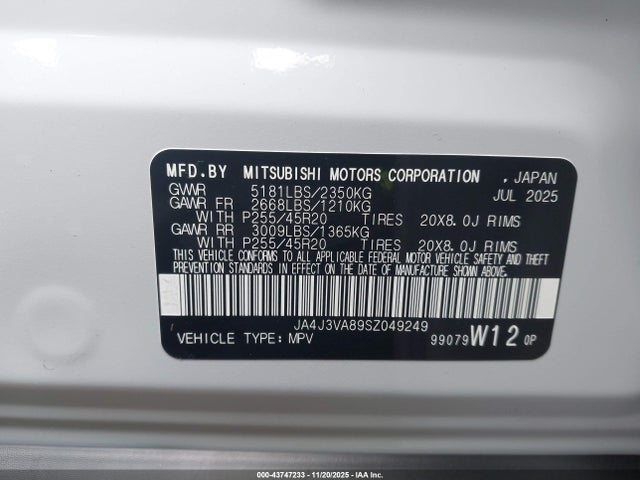 MFD.BY MITSUBISHI MOTORS CORPORATION , JAPAN
GVWR 5181LBS/2350KG JUL 2025
GAWR FR 2668LBS/1210KG
WITH P255/45R20 TIRES 20X8.0J RIMS
GAWR RR 3009LBS/1365KG
WITH P255/45R20 TIRES 20X8.0J RIMS
THIS VEHICLE CONFORMS TO ALL APPLICABLE FEDERAL MOTOR VEHICLE SAFETY AND THEFT
PREVENTION STANDARDS IN EFFECT ON THE DATE OF MANUFACTURE SHOWN ABOVE.
JA4J3VA89SZ049249
VEHICLE TYPE: MPV 99079 W12 QP
000-43747233 - 11/20/2025 - IAA Inc.